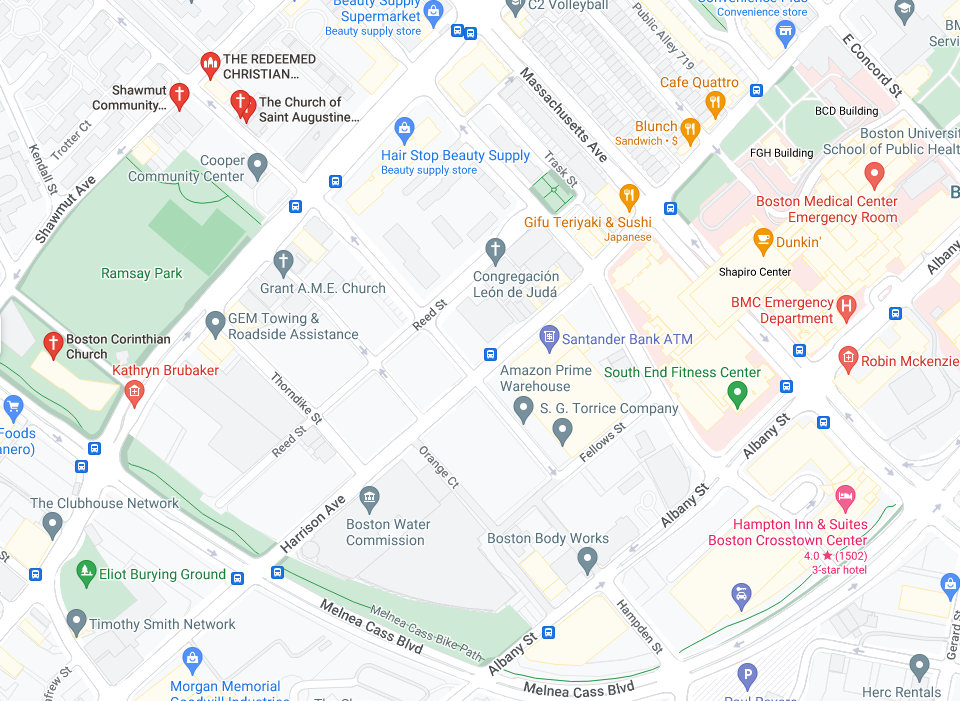 Beauty Supply
Supermarket
Beauty supply store
C2 Volleyball
Public Alley 719
Convenience store
E Concord St
THE REDEEMED
CHRISTIAN...
Shawmut
Community...
The Church of
Saint Augustine...
Massachusetts Ave
Cafe Quattro
BCD Building
Blunch
Sandwich • $
FGH Building
Boston Universit
School of Public Healt
Trotter Ct
Kendall St
Shawmut Ave
Cooper
Community Center
Hair Stop Beauty Supply
Beauty supply store
Trask St
Boston Medical Center
Emergency Room
B
Gifu Teriyaki & Sushi
Japanese
Dunkin'
Shapiro Center
Albany
Ramsay Park
Grant A.M.E. Church
Congregación
León de Judá
Reed St
BMC Emergency
Department
GEM Towing &
Roadside Assistance
Boston Corinthian
Church
Santander Bank ATM
Robin Mckenzie
Kathryn Brubaker
Amazon Prime
Warehouse
South End Fitness Center
Thorndike St
S. G. Torrice Company
Foods
anero)
Reed St
Fellows St
Albany St
Orange Ct
Albany St
The Clubhouse Network
Harrison Ave
Boston Water
Commission
Hampton Inn & Suites
Boston Crosstown Center
4.0 ★ (1502)
3-star hotel
Boston Body Works
Eliot Burying Ground
Timothy Smith Network
Melnea Cass Blvd
Melnea Cass Bike Path
Albany St
Hampden St
Gerard St
Morgan Memorial
Goodwill Industries
Melnea Cass Blvd
Herc Rentals